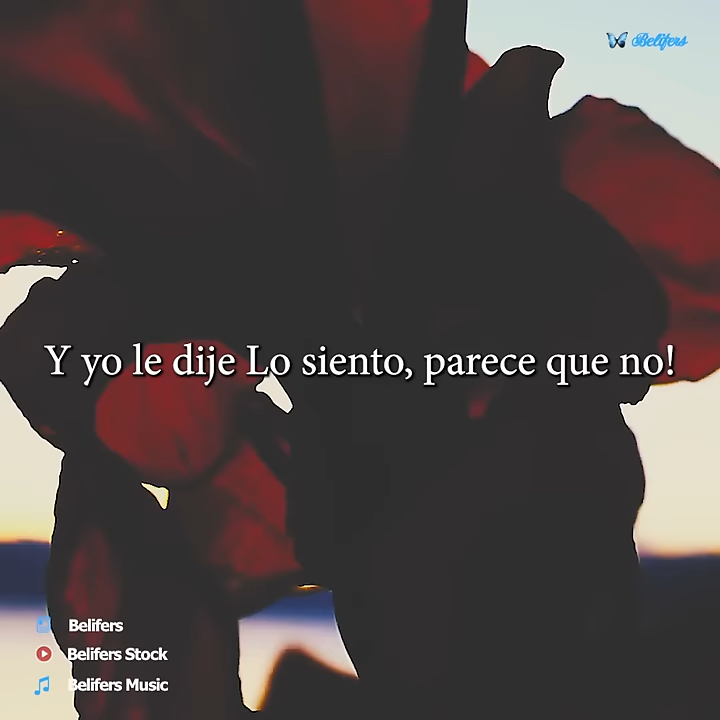 Belifers
Y yo le dije Lo siento, parece que no!
Belifers
Belifers Stock
Belifers Music